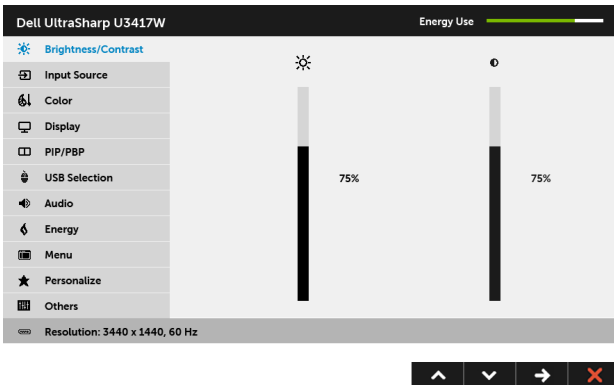 Dell UltraSharp U3417W
Energy Use
Brightness/Contrast
Input Source
Color
Display
PIP/PBP
USB Selection
Audio
Energy
Menu
Personalize
Others
75%
75%
Resolution: 3440 x 1440, 60 Hz